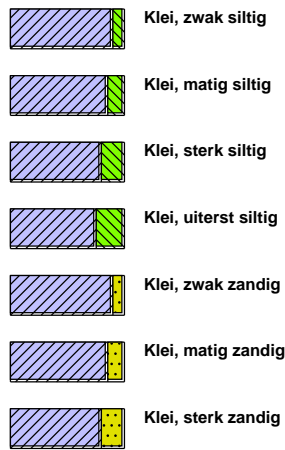 Klei, zwak siltig
Klei, matig siltig
Klei, sterk siltig
Klei, uiterst siltig
Klei, zwak zandig
Klei, matig zandig
Klei, sterk zandig